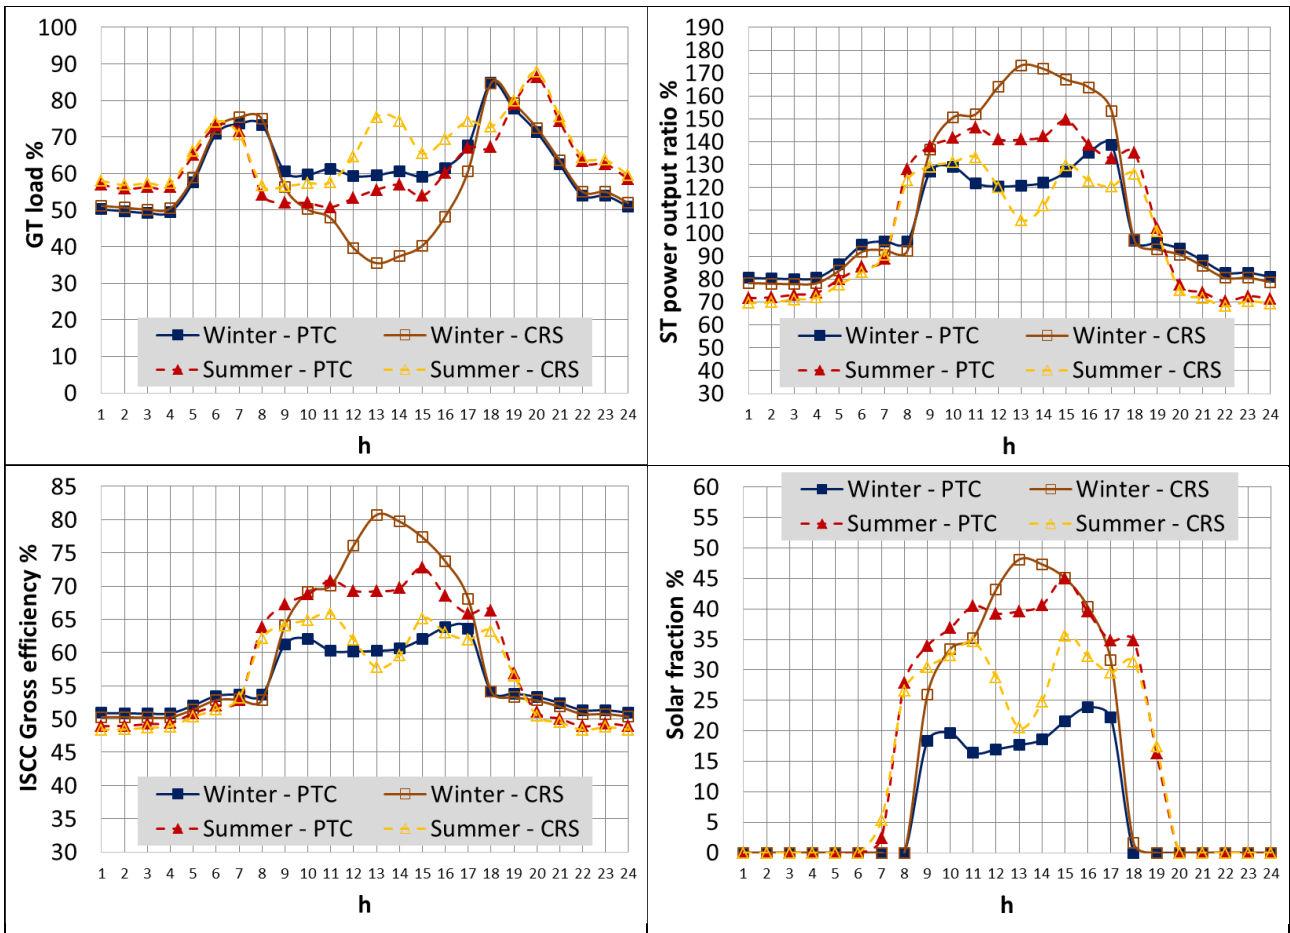 GT load %
100
90
80
70
60
50
40
30
20
10
0
Winter - PTC Winter - CRS
Summer - PTC Summer - CRS
1 2 3 4 5 6 7 8 9 10 11 12 13 14 15 16 17 18 19 20 21 22 23 24
h
ST power output ratio %
190
180
170
160
150
140
130
120
110
100
90
80
70
60
50
40
30
Winter - PTC Winter - CRS
Summer - PTC Summer - CRS
1 2 3 4 5 6 7 8 9 10 11 12 13 14 15 16 17 18 19 20 21 22 23 24
h
ISCC Gross efficiency %
85
80
75
70
65
60
55
50
45
40
35
30
Winter - PTC Winter - CRS
Summer - PTC Summer - CRS
1 2 3 4 5 6 7 8 9 10 11 12 13 14 15 16 17 18 19 20 21 22 23 24
h
Solar fraction %
Winter - PTC Winter - CRS
Summer - PTC Summer - CRS
60
55
50
45
40
35
30
25
20
15
10
5
0
1 2 3 4 5 6 7 8 9 10 11 12 13 14 15 16 17 18 19 20 21 22 23 24
h